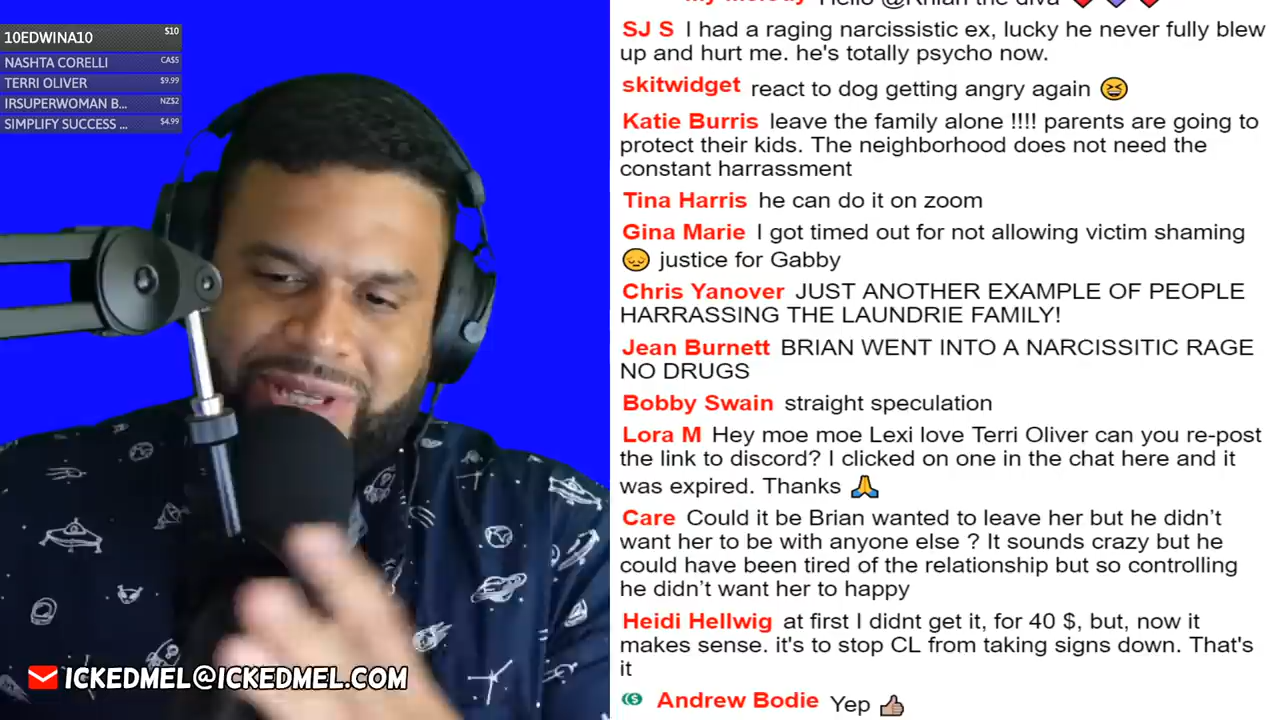 10EDWINA10 $10
NASHTA CORELLI CA$5
TERRI OLIVER $9.99
IRSUPERWOMAN B... NZ$2
SIMPLIFY SUCCESS ... $4.99
ICKEDMEL@ICKEDMEL.COM
SJ S I had a raging narcissistic ex, lucky he never fully blew
up and hurt me. he's totally psycho now.
skitwidget react to dog getting angry again 😆
Katie Burris leave the family alone !!!! parents are going to
protect their kids. The neighborhood does not need the
constant harrassment
Tina Harris he can do it on zoom
Gina Marie I got timed out for not allowing victim shaming
😔 justice for Gabby
Chris Yanover JUST ANOTHER EXAMPLE OF PEOPLE
HARRASSING THE LAUNDRIE FAMILY!
Jean Burnett BRIAN WENT INTO A NARCISSITIC RAGE
NO DRUGS
Bobby Swain straight speculation
Lora M Hey moe moe Lexi love Terri Oliver can you re-post
the link to discord? I clicked on one in the chat here and it
was expired. Thanks 🙏
Care Could it be Brian wanted to leave her but he didn’t
want her to be with anyone else ? It sounds crazy but he
could have been tired of the relationship but so controlling
he didn’t want her to happy
Heidi Hellwig at first I didnt get it, for 40 $, but, now it
makes sense. it's to stop CL from taking signs down. That's
it
Andrew Bodie Yep 👍🏽